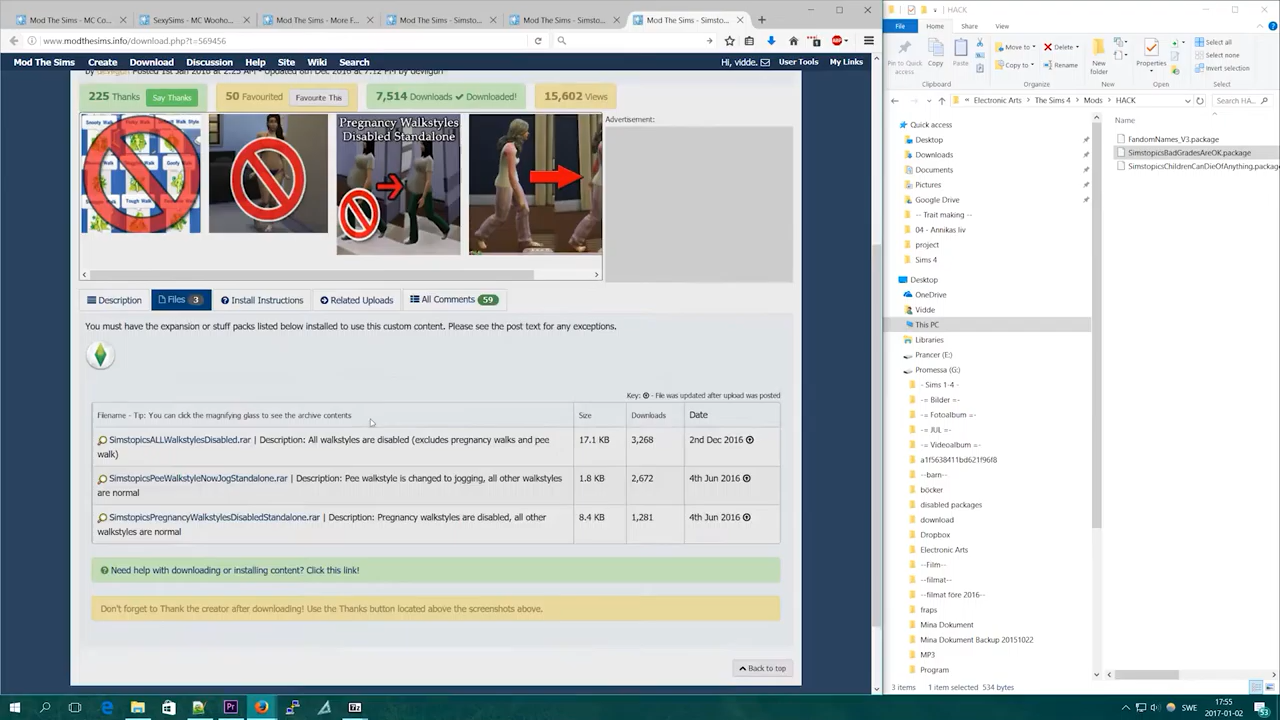 Mod The Sims - Com
SexySims - MC Works
Mod The Sims - More F
Mod The Sims - Simsto
Mod The Sims - Simsto
Mod The Sims - Simsto
www.modthesims.info/download.php
Search
Mod The Sims Create Download Discussion Help Site Wiki Search
Hi, vidde. User Tools My Links
225 Thanks Say Thanks Favourited Favourite This Downloaded! 15,602 Views
Pregnancy Walkstyles
Disabled Standalone
Advertisement:
Description Files 3 Install Instructions Related Uploads All Comments 59
You must have the expansion or stuff packs listed below installed to use this custom content. Please see the post text for any exceptions.
Key: - File was updated after upload was posted
Filename - Tip: You can click the magnifying glass to see the archive contents Size Downloads Date
SimstopicsALLWalkstylesDisabled.rar | Description: All walkstyles are disabled (excludes pregnancy walks and pee 17.1 KB 3,268 2nd Dec 2016
walk)
SimstopicsPeeWalkstyleNowJogStandalone.rar | Description: Pee walkstyle is changed to jogging, all other walkstyles 1.8 KB 2,672 4th Jun 2016
are normal
SimstopicsPregnancyWalkstylesDisabledStandalone.rar | Description: Pregnancy walkstyles are disabled, all other 8.4 KB 1,281 4th Jun 2016
walkstyles are normal
Need help with downloading or installing content? Click this link!
Don't forget to Thank the creator after downloading! Use the Thanks button located above the screenshots above.
Back to top
HACK
File Home Share View
Pin to Quick
access
Copy
Paste
Move to
Copy to
Delete
Rename
New
folder
Properties
Select all
Select none
Invert selection
Clipboard Organize New Open Select
« Electronic Arts › The Sims 4 › Mods › HACK
Search HA...
Name
FandomNames_V3.package
SimstopicsBadGradesAreOK.package
SimstopicsChildrenCanDieOfAnything.package
Quick access
Desktop
Downloads
Documents
Pictures
Google Drive
-- Trait making --
04 - Annikas liv
project
Sims 4
Desktop
OneDrive
Vidde
This PC
Libraries
Prancer (E:)
Promessa (G:)
- Sims 1-4 -
-= Bilder =-
-= Fotoalbum =-
-= JUL =-
-= Videoalbum =-
a1f5638411bd621f96f8
--barn--
böcker
disabled packages
download
Dropbox
Electronic Arts
--Film--
--filmat--
--filmat före 2016--
fraps
Mina Dokument
Mina Dokument Backup 20151022
MP3
Program
3 items 1 item selected 534 bytes
SWE
17:55
2017-01-02
53